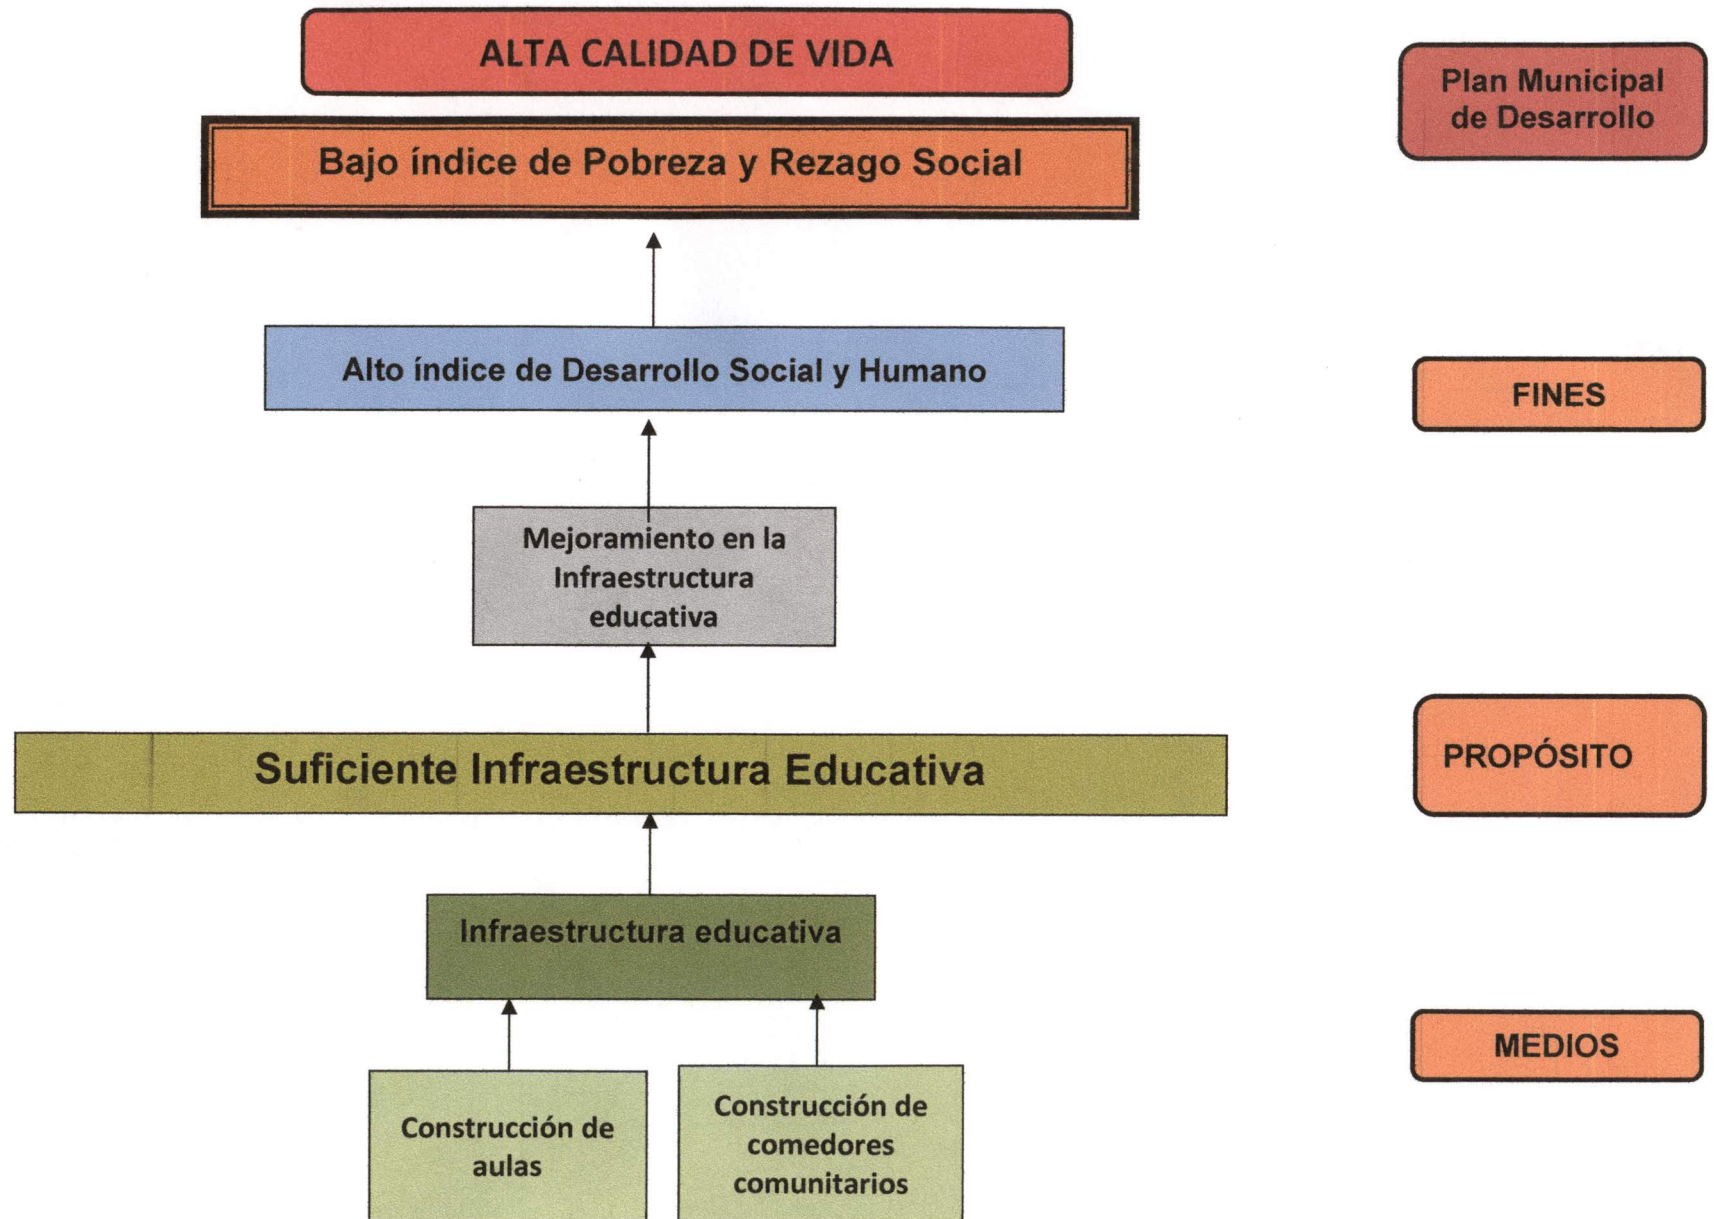 ALTA CALIDAD DE VIDA
Plan Municipal
de Desarrollo
Bajo índice de Pobreza y Rezago Social
Alto índice de Desarrollo Social y Humano
FINES
Mejoramiento en la
Infraestructura
educativa
Suficiente Infraestructura Educativa
PROPÓSITO
Infraestructura educativa
MEDIOS
Construcción de
aulas
Construcción de
comedores
comunitarios